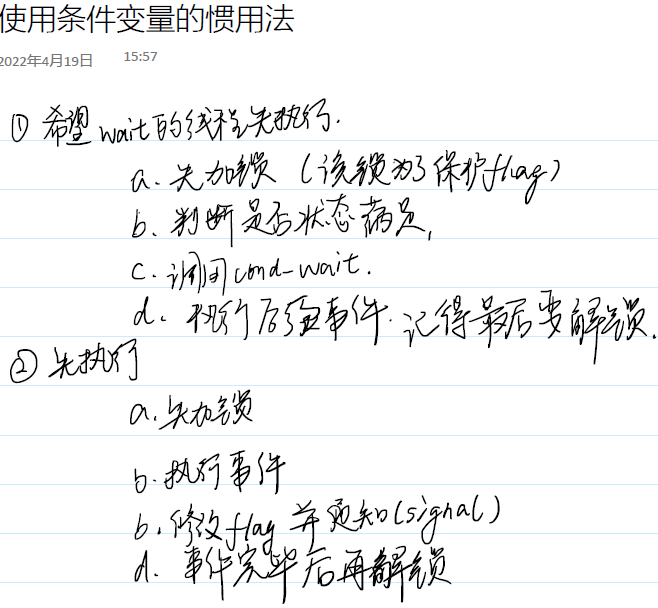 使用条件变量的惯用法
2022年4月19日 15:57
① 希望wait的线程先执行.
a. 先加锁 (该锁为了保护flag)
b. 判断是否状态满足,
c. 调用cond_wait.
d. 执行后续事件. 记得最后要解锁.
② 先执行
a. 先加锁
b. 执行事件
b. 修改flag 并通知(signal)
d. 事件完毕后再解锁